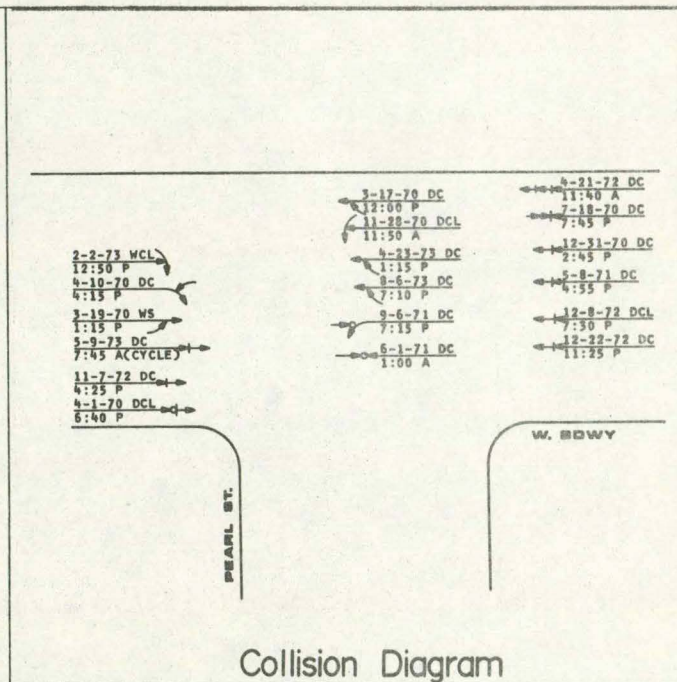 2-2-73 WCL
12:50 P
4-10-70 DC
4:15 P
3-19-70 WS
1:15 P
5-9-73 DC
7:45 A(CYCLE)
11-7-72 DC
4:25 P
4-1-70 DCL
6:40 P
3-17-70 DC
12:00 P
11-28-70 DCL
11:50 A
4-23-73 DC
1:15 P
8-6-73 DC
7:10 P
9-6-71 DC
7:15 P
6-1-71 DC
1:00 A
4-21-72 DC
11:40 A
7-18-70 DC
7:45 P
12-31-70 DC
2:45 P
5-8-71 DC
4:55 P
12-8-72 DCL
7:30 P
12-22-72 DC
11:25 P
W. BDWY
PEARL ST.
Collision Diagram